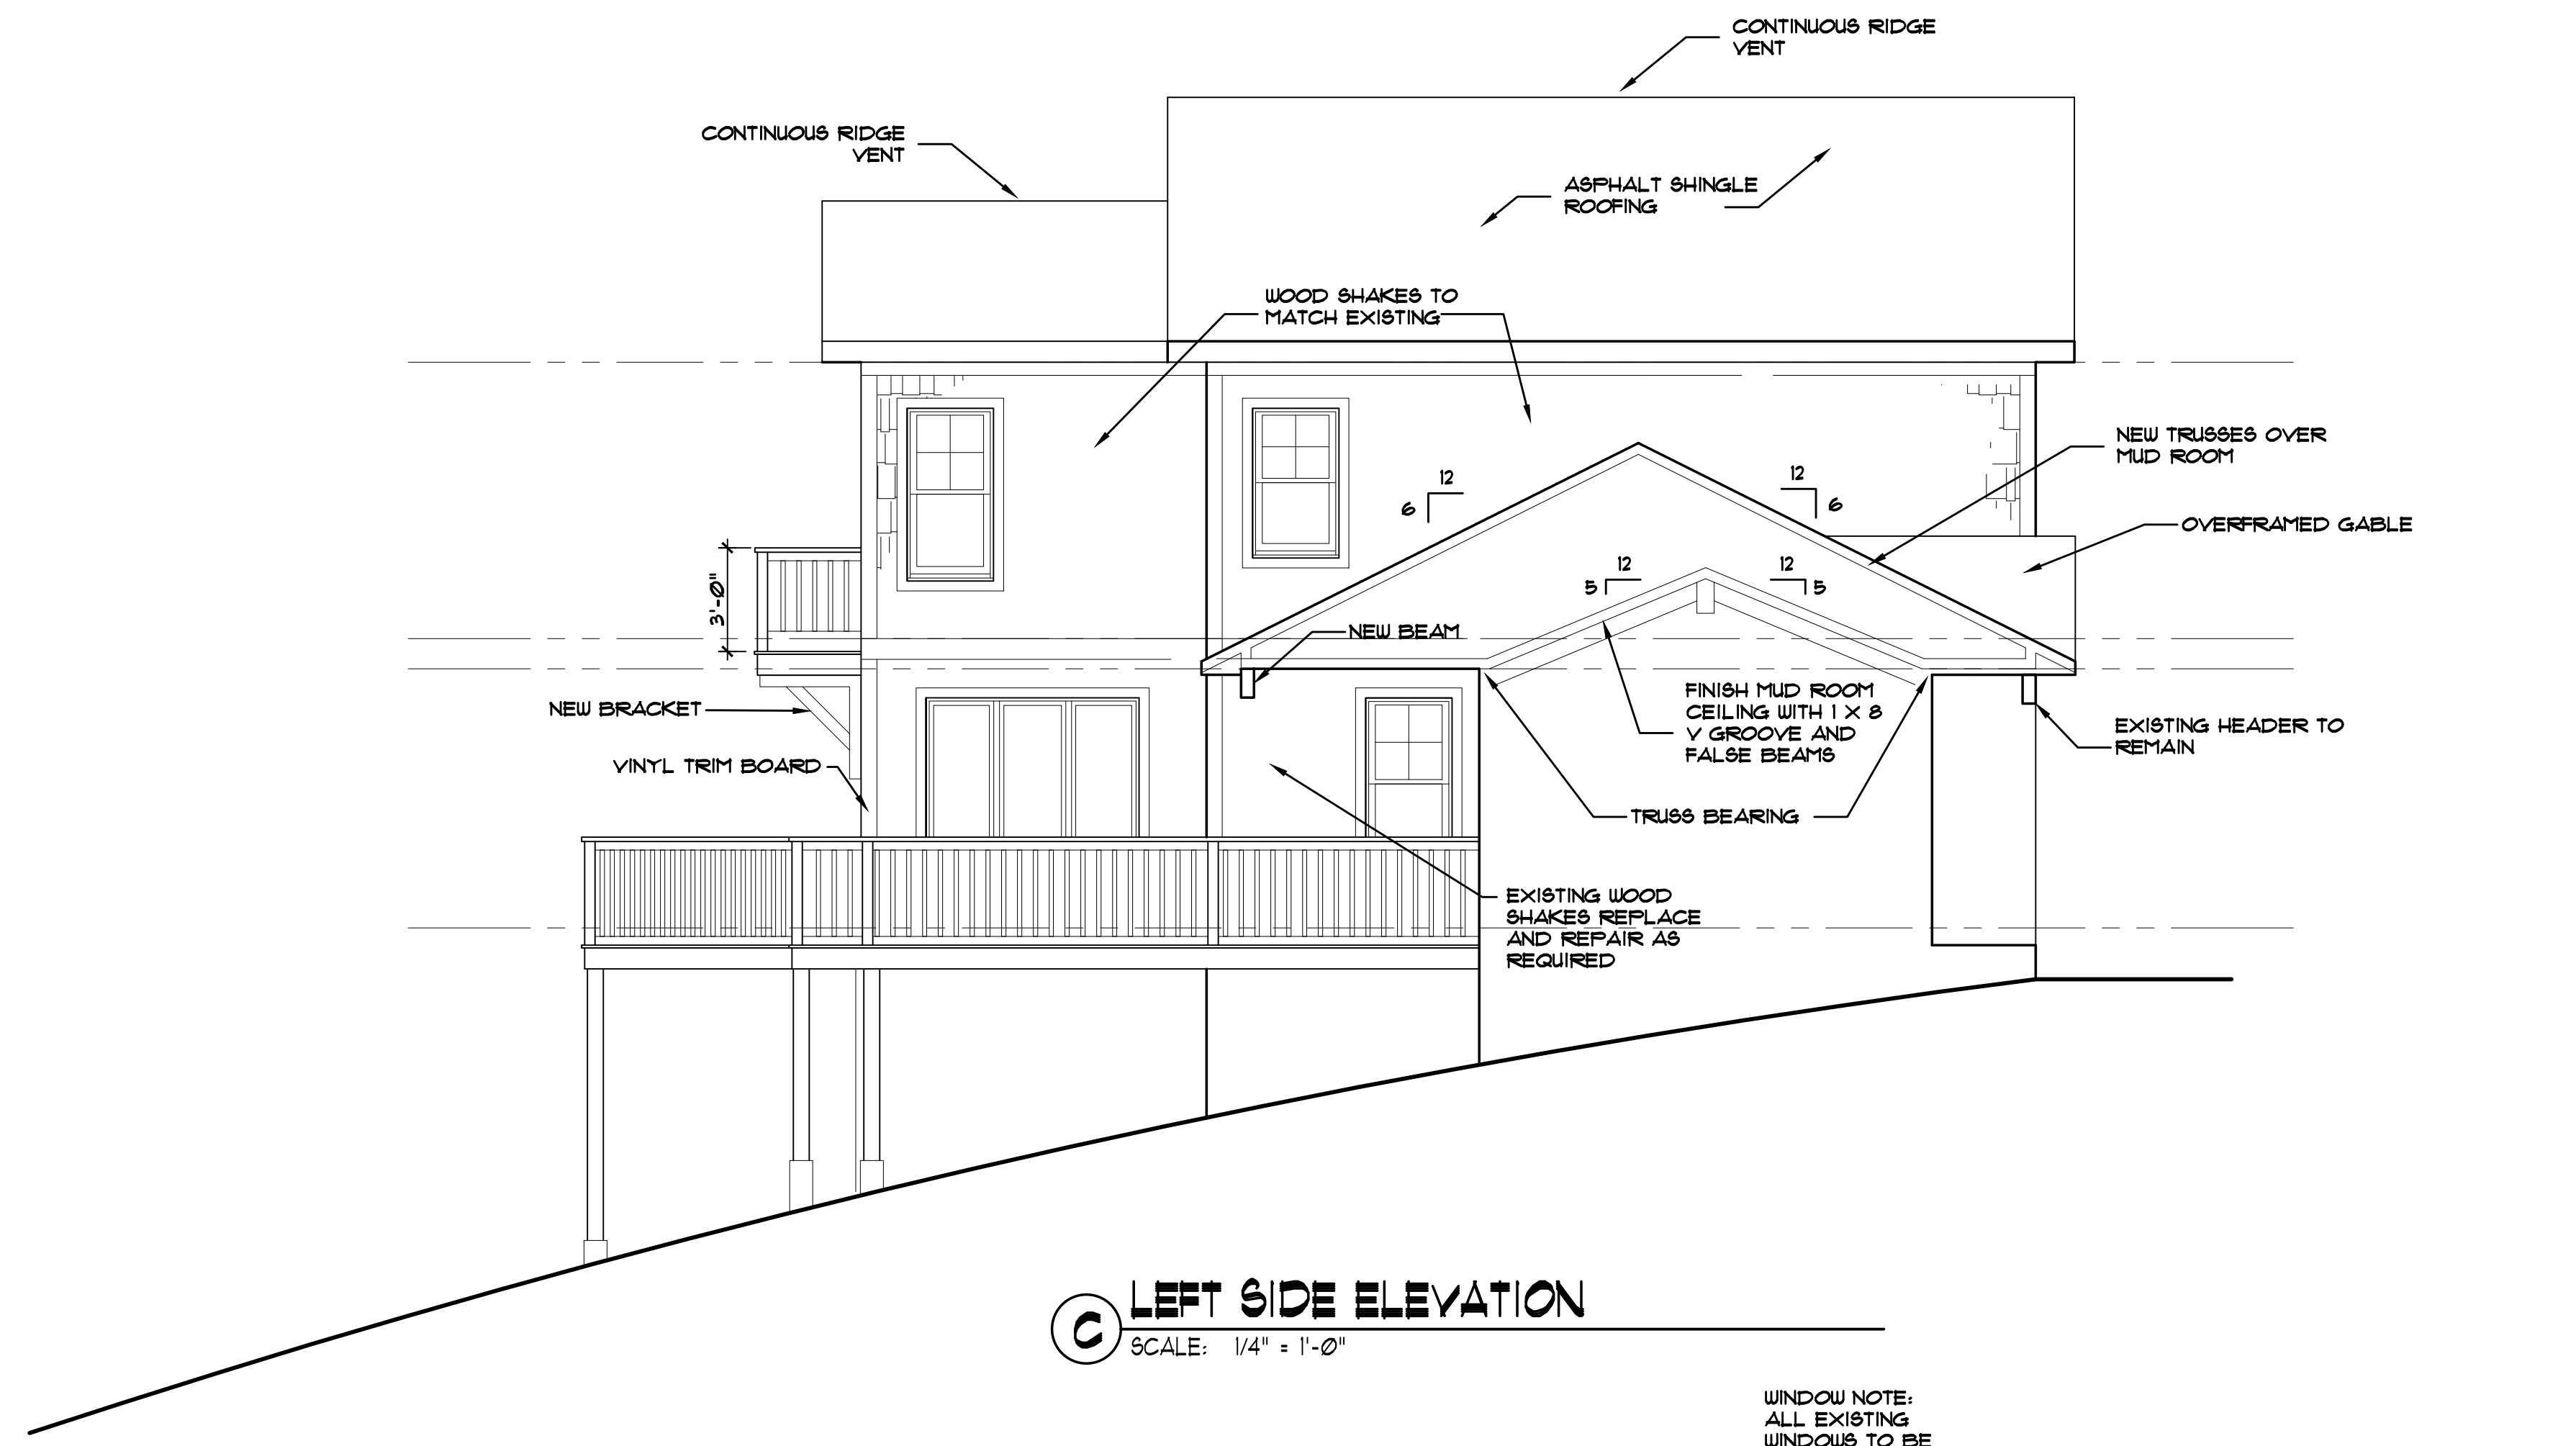 CONTINUOUS RIDGE
VENT
CONTINUOUS RIDGE
VENT
ASPHALT SHINGLE
ROOFING
WOOD SHAKES TO
MATCH EXISTING
NEW TRUSSES OVER
MUD ROOM
12
6
12
6
OVERFRAMED GABLE
12
5
12
5
3'-0"
NEW BEAM
NEW BRACKET
FINISH MUD ROOM
CEILING WITH 1 X 8
V GROOVE AND
FALSE BEAMS
EXISTING HEADER TO
REMAIN
VINYL TRIM BOARD
TRUSS BEARING
EXISTING WOOD
SHAKES REPLACE
AND REPAIR AS
REQUIRED
C
LEFT SIDE ELEVATION
SCALE: 1/4" = 1'-0"
WINDOW NOTE:
ALL EXISTING
WINDOWS TO BE